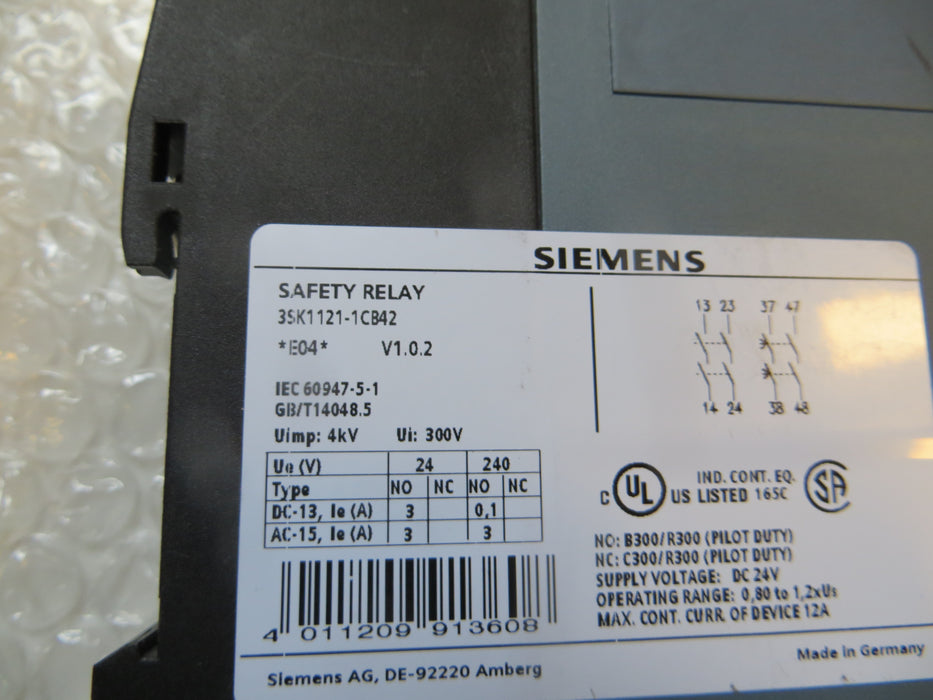 SIEMENS
SAFETY RELAY
3SK1121-1CB42
*E04* V1.0.2
IEC 60947-5-1
GB/T14048.5
Uimp: 4kV Ui: 300V
Ue (V) 24 240
Type NO NC NO NC
DC-13, Ie (A) 3 0,1
AC-15, Ie (A) 3 3
4 011209 913608
13 23 37 47
14 24 38 48
C UL US IND. CONT. EQ.
LISTED 165C SA
NO: B300/R300 (PILOT DUTY)
NC: C300/R300 (PILOT DUTY)
SUPPLY VOLTAGE: DC 24V
OPERATING RANGE: 0,80 to 1,2xUs
MAX. CONT. CURR. OF DEVICE 12A
Siemens AG, DE-92220 Amberg
Made in Germany